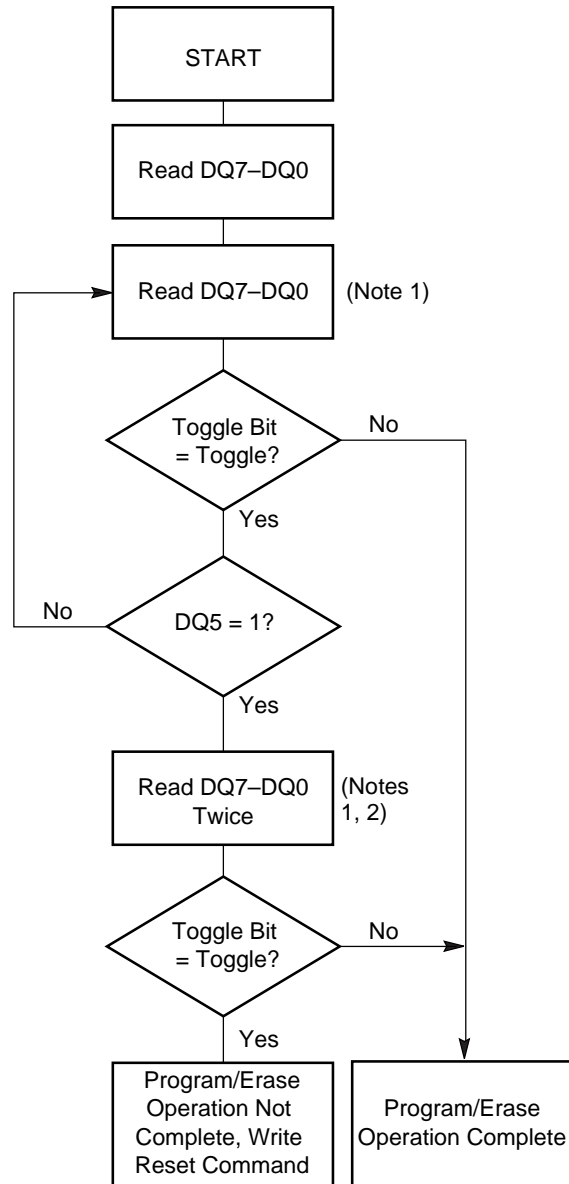 START
Read DQ7–DQ0
Read DQ7–DQ0
(Note 1)
Toggle Bit
= Toggle?
No
Yes
No
DQ5 = 1?
Yes
Read DQ7–DQ0
Twice
(Notes
1, 2)
Toggle Bit
= Toggle?
No
Yes
Program/Erase
Operation Not
Complete, Write
Reset Command
Program/Erase
Operation Complete